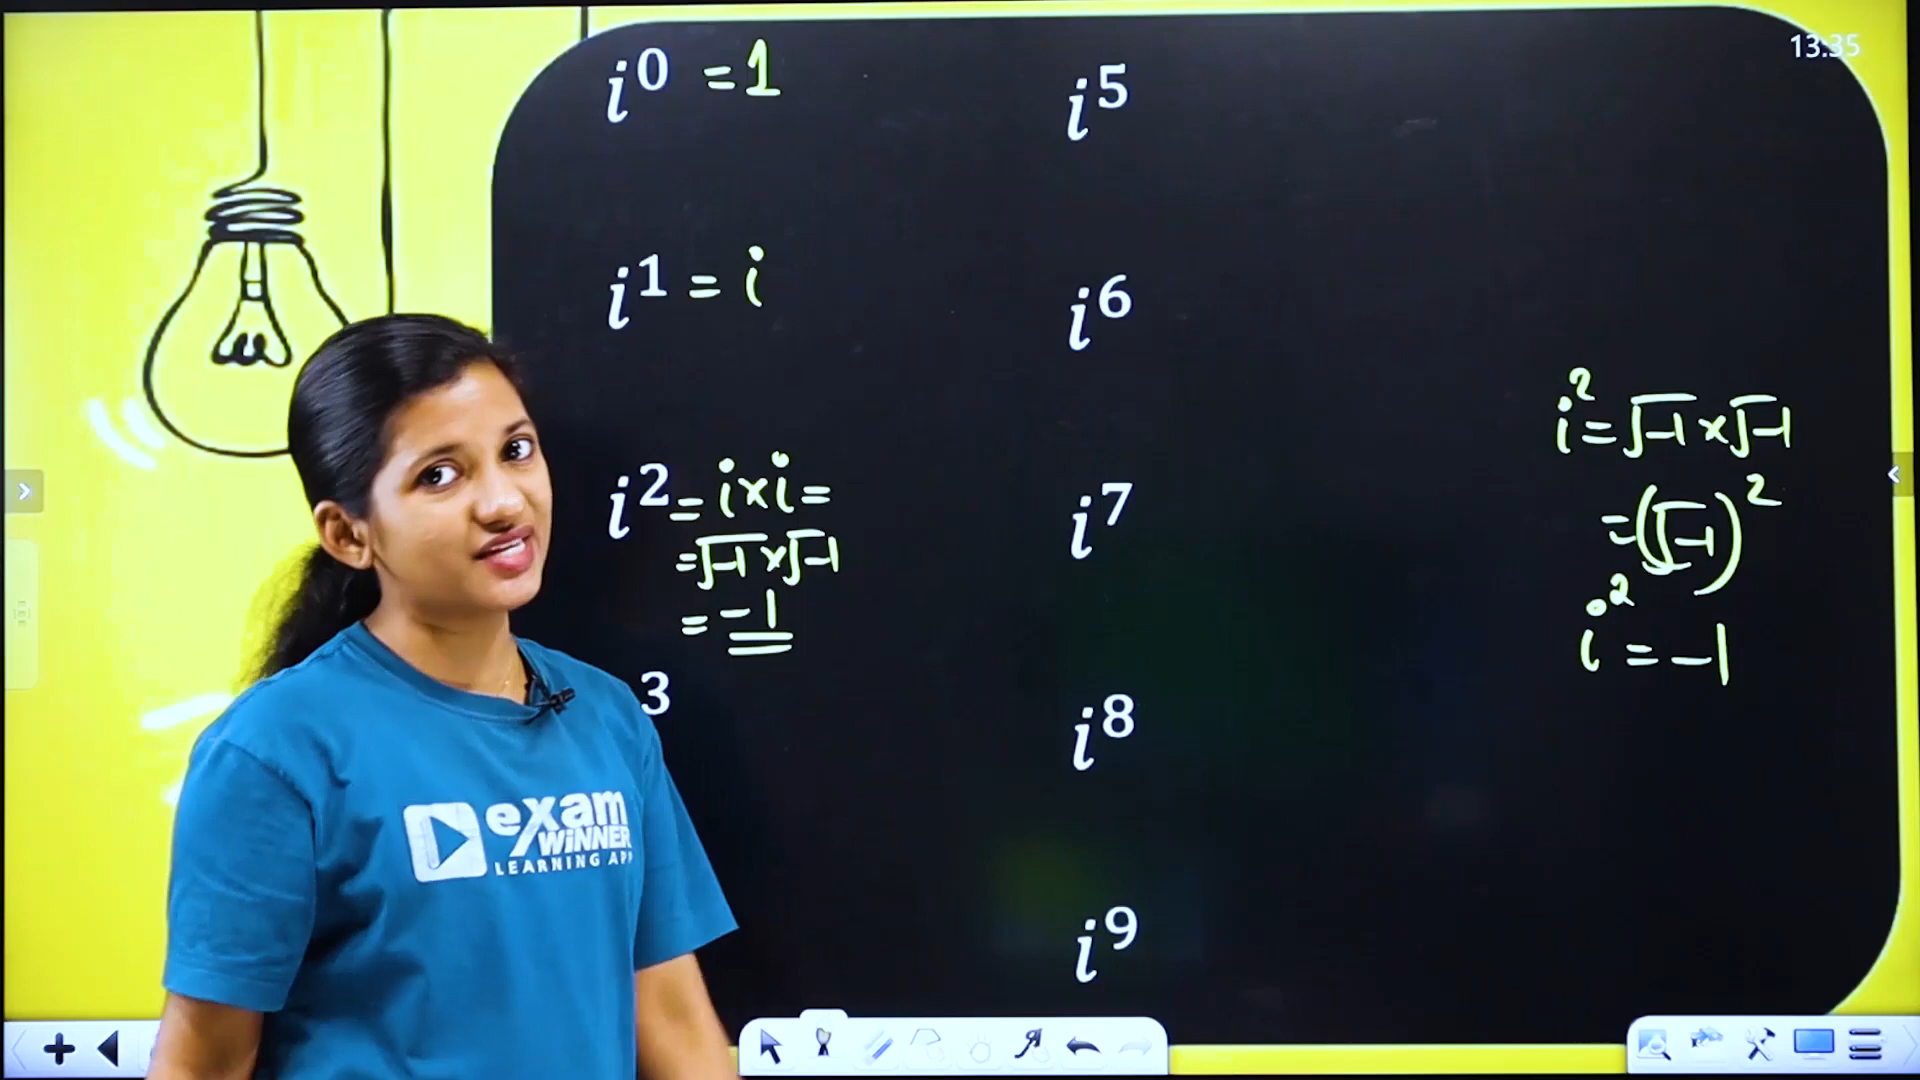 13:35
i⁰ = 1
i¹ = i
i² = i × i =
= √-1 × √-1
= -1
3
i⁵
i⁶
i⁷
i⁸
i⁹
i² = √-1 × √-1
= (√-1)²
i² = -1
exam
WINNER
LEARNING APP